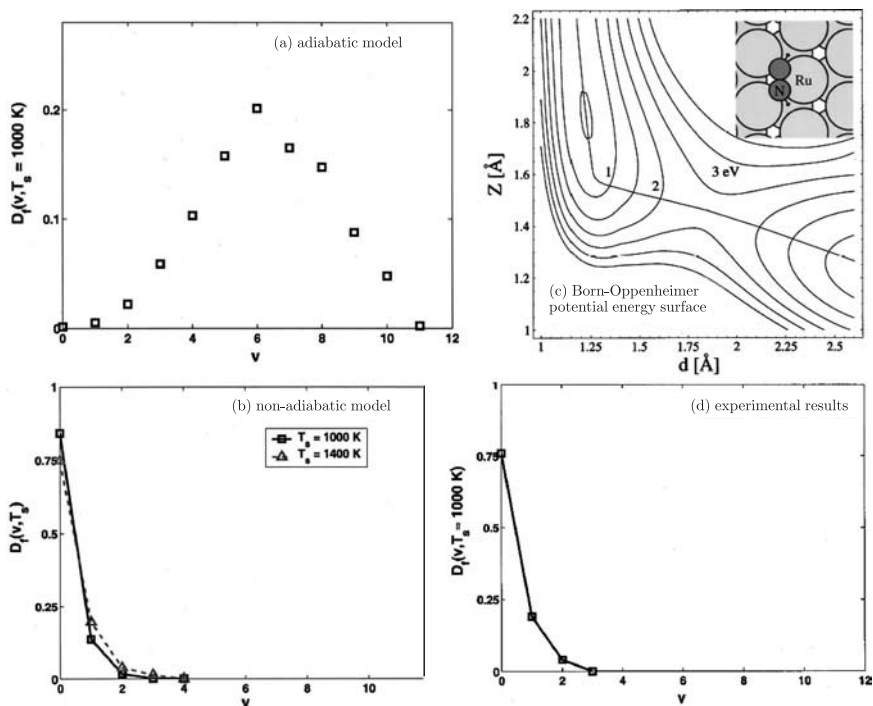 (a) adiabatic model
D_f(v,T_s = 1000 K)
0.2
0.1
0
0 2 4 6 8 10 12
v
2.2
2
1.8
1.6
1.4
1.2
1
Z [Å]
Ru
N
1
2
3 eV
(c) Born-Oppenheimer
potential energy surface
1 1.25 1.5 1.75 2 2.25 2.5
d [Å]
(b) non-adiabatic model
T_s = 1000 K
T_s = 1400 K
D_f(v,T_s)
1
0.75
0.5
0.25
0
0 2 4 6 8 10
v
(d) experimental results
D_f(v,T_s = 1000 K)
1
0.75
0.5
0.25
0
0 2 4 6 8 10 12
v